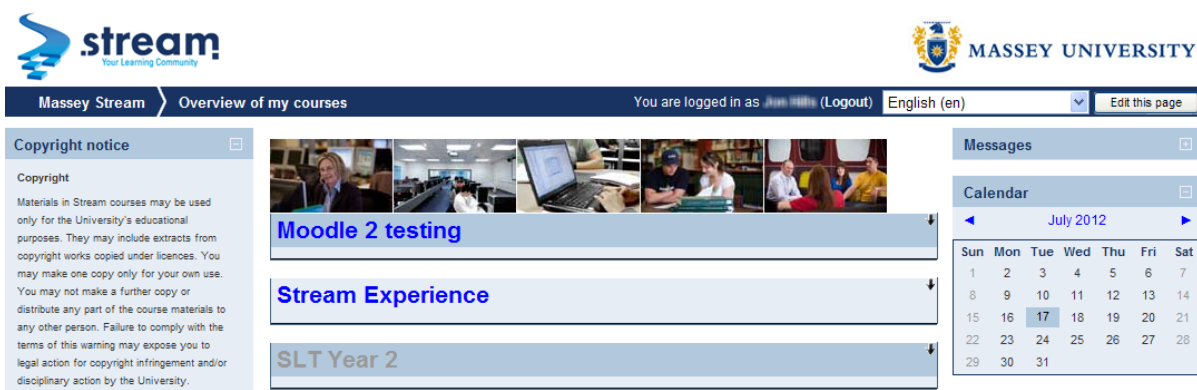 .stream
Your Learning Community
MASSEY UNIVERSITY
Massey Stream
Overview of my courses
You are logged in as (Logout)
English (en)
Edit this page
Copyright notice
Copyright
Materials in Stream courses may be used
only for the University's educational
purposes. They may include extracts from
copyright works copied under licences. You
may make one copy only for your own use.
You may not make a further copy or
distribute any part of the course materials to
any other person. Failure to comply with the
terms of this warning may expose you to
legal action for copyright infringement and/or
disciplinary action by the University.
Moodle 2 testing
Stream Experience
SLT Year 2
Messages
Calendar
July 2012
Sun Mon Tue Wed Thu Fri Sat
1 2 3 4 5 6 7
8 9 10 11 12 13 14
15 16 17 18 19 20 21
22 23 24 25 26 27 28
29 30 31